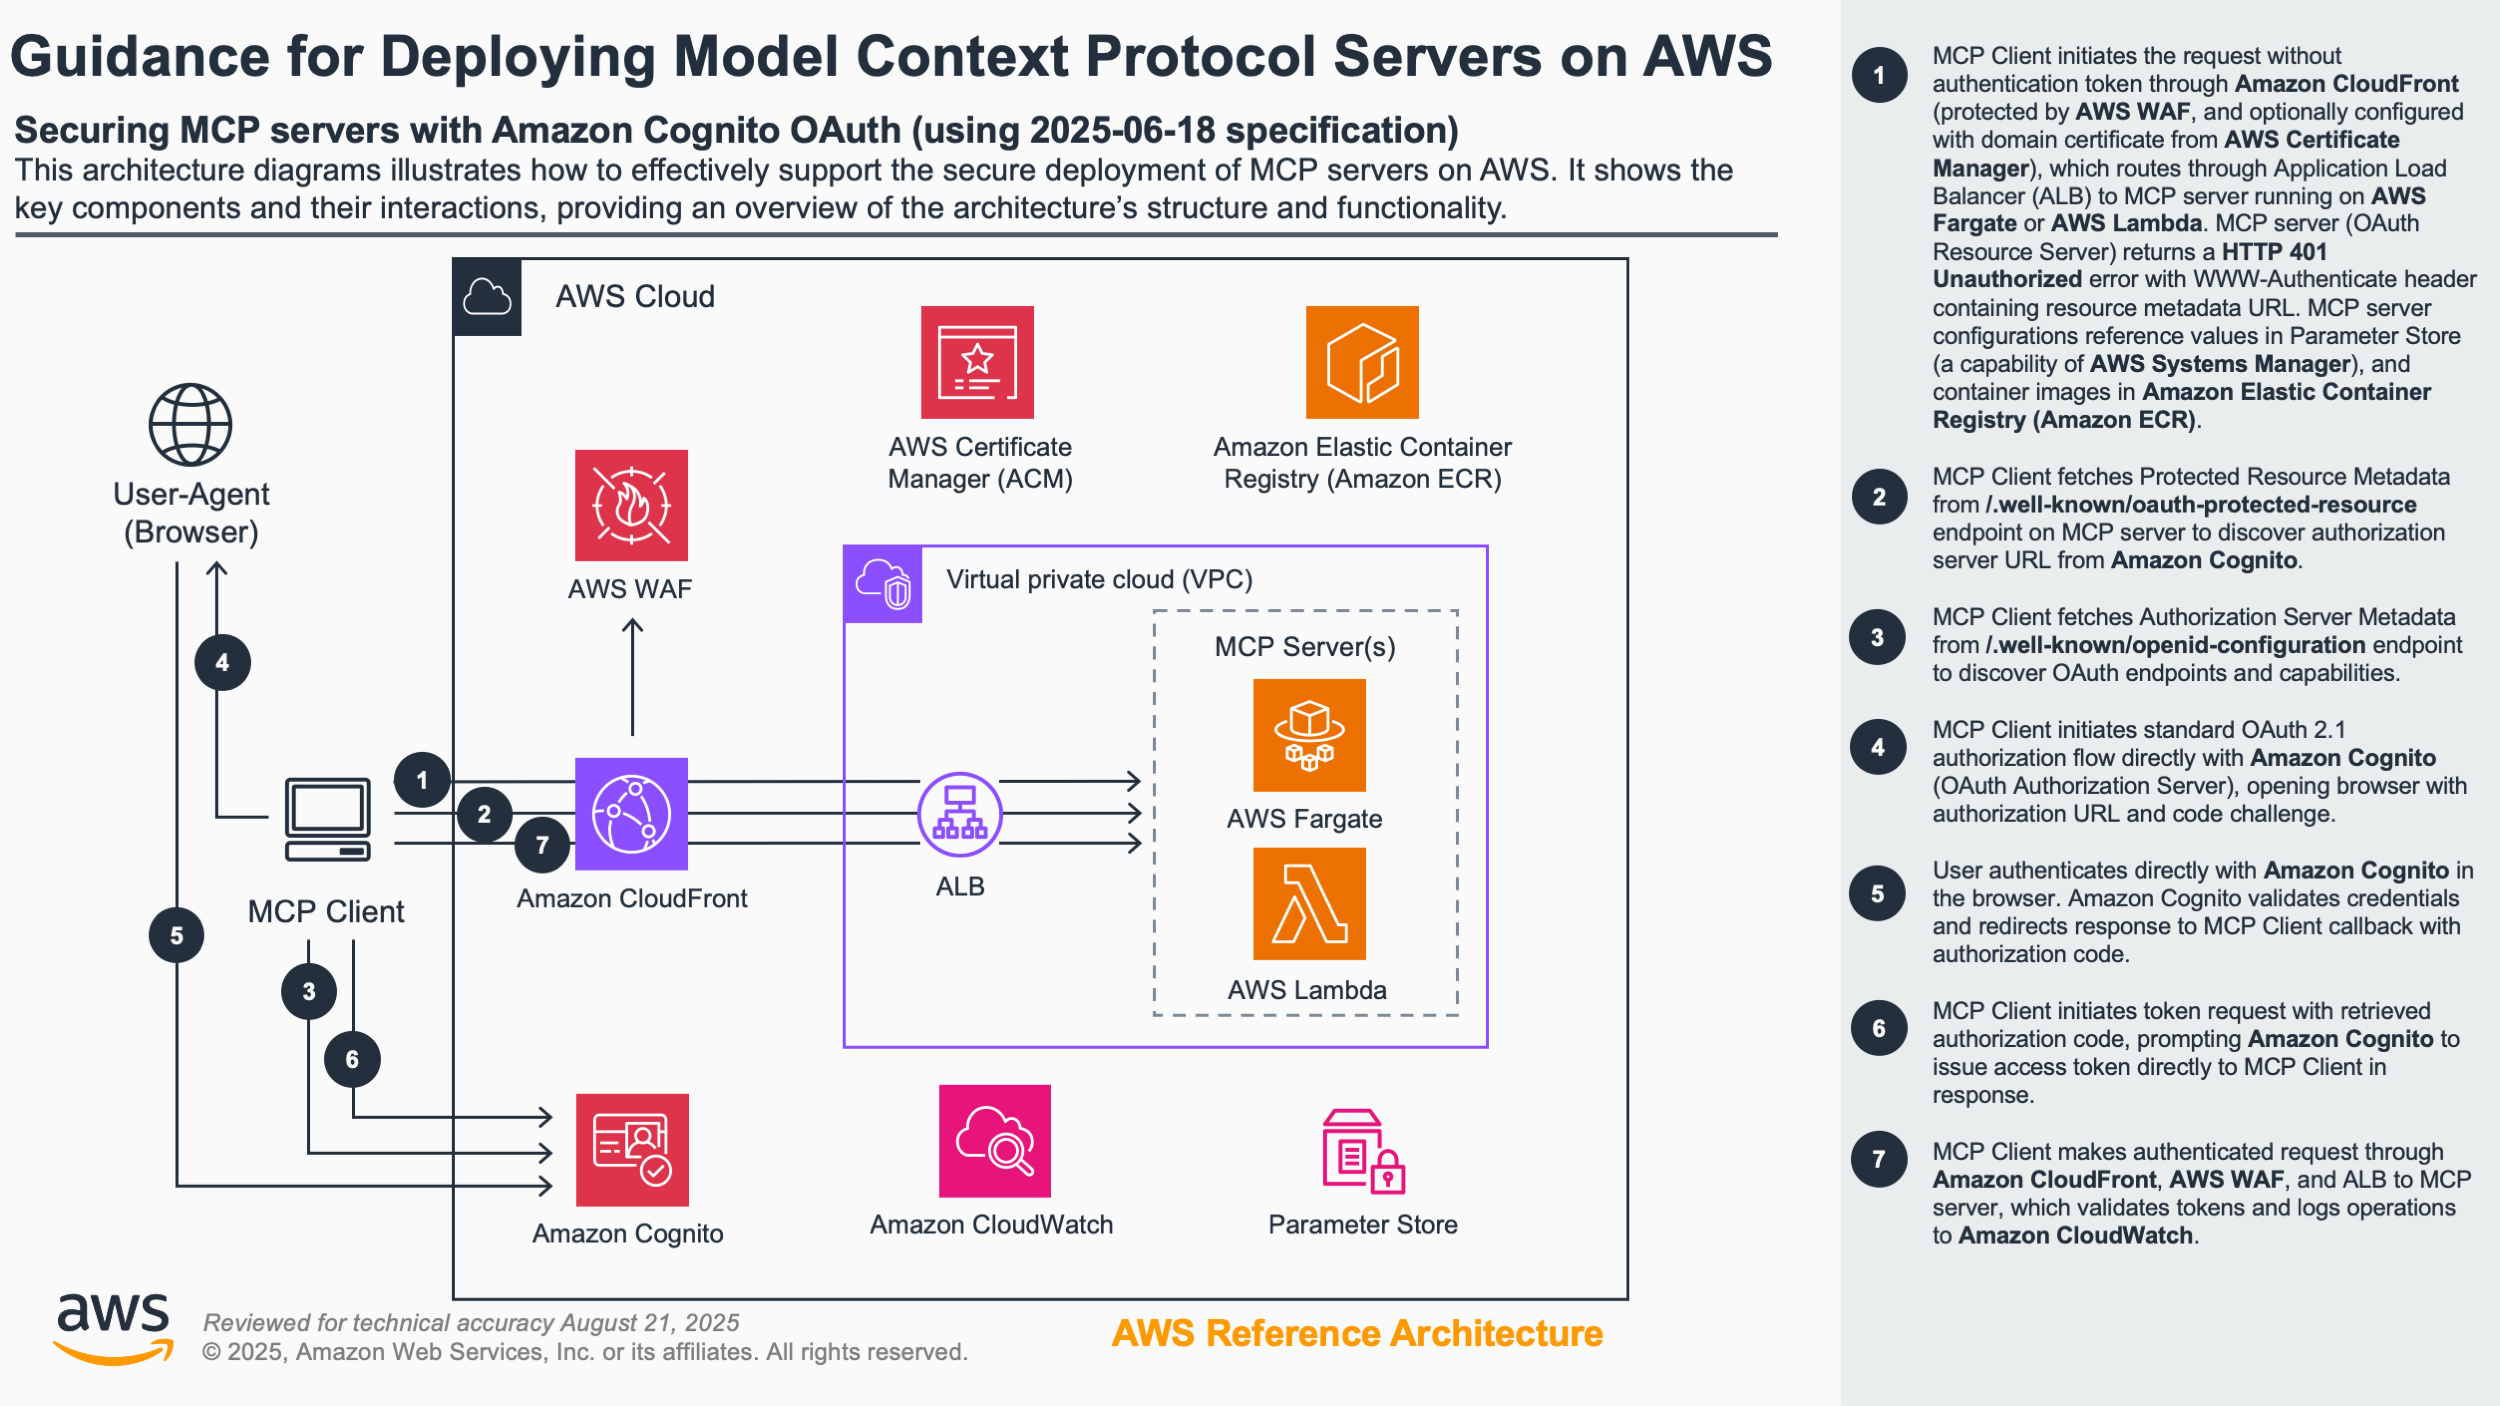 Guidance for Deploying Model Context Protocol Servers on AWS
Securing MCP servers with Amazon Cognito OAuth (using 2025-06-18 specification)
This architecture diagrams illustrates how to effectively support the secure deployment of MCP servers on AWS. It shows the
key components and their interactions, providing an overview of the architecture's structure and functionality.
AWS Cloud
AWS Certificate
Manager (ACM)
Amazon Elastic Container
Registry (Amazon ECR)
User-Agent
(Browser)
AWS WAF
Virtual private cloud (VPC)
MCP Server(s)
4
1
2
7
AWS Fargate
Amazon CloudFront
ALB
MCP Client
5
3
6
AWS Lambda
Amazon Cognito
Amazon CloudWatch
Parameter Store
aws
Reviewed for technical accuracy August 21, 2025
© 2025, Amazon Web Services, Inc. or its affiliates. All rights reserved.
AWS Reference Architecture
1
MCP Client initiates the request without
authentication token through Amazon CloudFront
(protected by AWS WAF, and optionally configured
with domain certificate from AWS Certificate
Manager), which routes through Application Load
Balancer (ALB) to MCP server running on AWS
Fargate or AWS Lambda. MCP server (OAuth
Resource Server) returns a HTTP 401
Unauthorized error with WWW-Authenticate header
containing resource metadata URL. MCP server
configurations reference values in Parameter Store
(a capability of AWS Systems Manager), and
container images in Amazon Elastic Container
Registry (Amazon ECR).
2
MCP Client fetches Protected Resource Metadata
from /.well-known/oauth-protected-resource
endpoint on MCP server to discover authorization
server URL from Amazon Cognito.
3
MCP Client fetches Authorization Server Metadata
from /.well-known/openid-configuration endpoint
to discover OAuth endpoints and capabilities.
4
MCP Client initiates standard OAuth 2.1
authorization flow directly with Amazon Cognito
(OAuth Authorization Server), opening browser with
authorization URL and code challenge.
5
User authenticates directly with Amazon Cognito in
the browser. Amazon Cognito validates credentials
and redirects response to MCP Client callback with
authorization code.
6
MCP Client initiates token request with retrieved
authorization code, prompting Amazon Cognito to
issue access token directly to MCP Client in
response.
7
MCP Client makes authenticated request through
Amazon CloudFront, AWS WAF, and ALB to MCP
server, which validates tokens and logs operations
to Amazon CloudWatch.